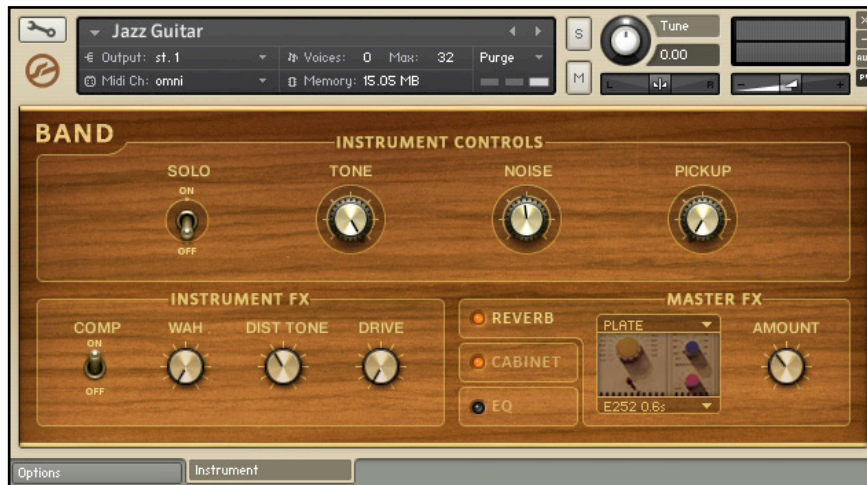 Jazz Guitar
Output: st. 1
Voices: 0 Max: 32
Purge
Midi Ch: omni
Memory: 15.05 MB
S
M
Tune
0.00
L
R
-
+
BAND
INSTRUMENT CONTROLS
SOLO
TONE
NOISE
PICKUP
ON
OFF
INSTRUMENT FX
COMP
WAH
DIST TONE
DRIVE
ON
OFF
MASTER FX
REVERB
CABINET
EQ
PLATE
E252 0.6s
AMOUNT
Options
Instrument